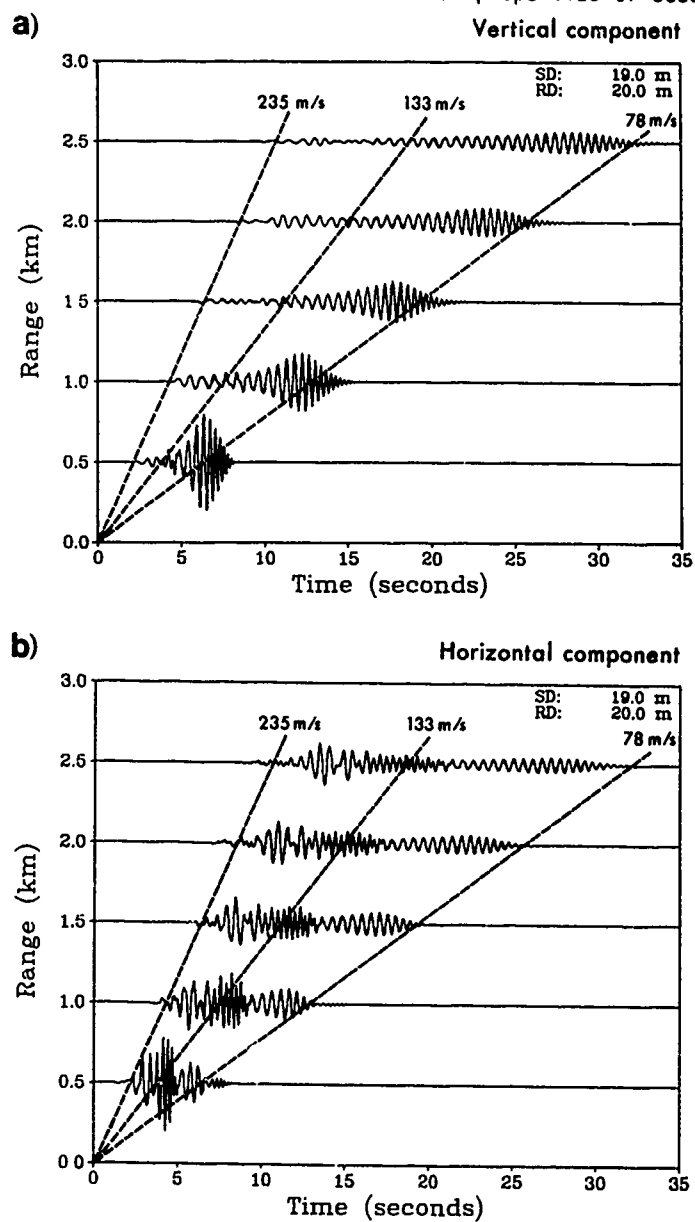 a)
Vertical component
3.0
SD: 19.0 m
RD: 20.0 m
235 m/s
133 m/s
78 m/s
2.5
2.0
1.5
1.0
0.5
0.0
Range (km)
0 5 10 15 20 25 30 35
Time (seconds)
b)
Horizontal component
3.0
SD: 19.0 m
RD: 20.0 m
235 m/s
133 m/s
78 m/s
2.5
2.0
1.5
1.0
0.5
0 0
Range (km)
0 5 10 15 20 25 30 35
Time (seconds)